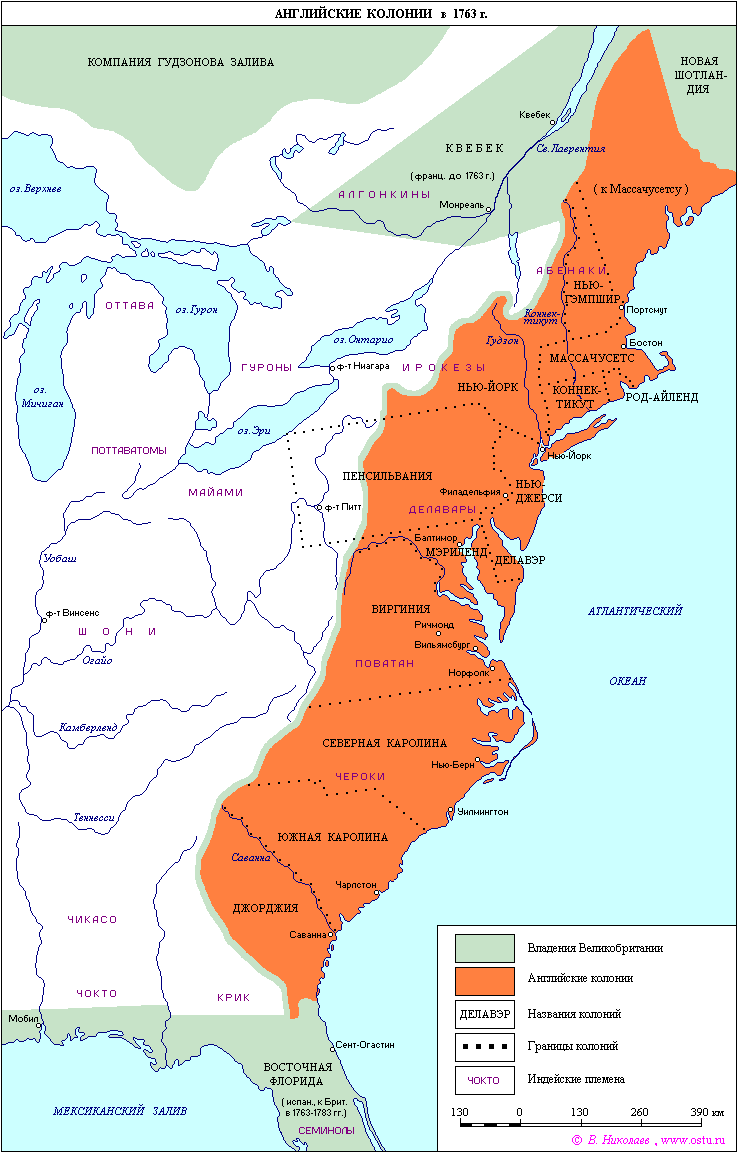 АНГЛИЙСКИЕ КОЛОНИИ в 1763 г.
КОМПАНИЯ ГУДЗОНОВА ЗАЛИВА
НОВАЯ
ШОТЛАН-
ДИЯ
Квебек
КВЕБЕК
Св. Лаврентия
(франц. до 1763 г.)
оз. Верхнее
АЛГОНКИНЫ
( к Массачусетсу )
Монреаль
АБЕНАКИ
НЬЮ-
ГЭМПШИР
ОТТАВА
оз. Гурон
Коннек-
тикут
Портсмут
оз. Онтарио
Гудзон
Бостон
МАССАЧУСЕТС
ГУРОНЫ
ф-т Ниагара
ИРОКЕЗЫ
НЬЮ-ЙОРК
КОННЕК-
ТИКУТ
РОД-АЙЛЕНД
оз.
Мичиган
оз. Эри
ПОТТАВАТОМЫ
Нью-Йорк
ПЕНСИЛЬВАНИЯ
МАЙАМИ
Филадельфия
НЬЮ-
ДЖЕРСИ
ф-т Питт
ДЕЛАВАРЫ
Балтимор
МЭРИЛЕНД
ДЕЛАВЭР
Уобаш
ф-т Винсенс
ВИРГИНИЯ
АТЛАНТИЧЕСКИЙ
ШОНИ
Ричмонд
Вильямсбург
Огайо
ПОВАТАН
Норфолк
ОКЕАН
Камберленд
СЕВЕРНАЯ КАРОЛИНА
Нью-Берн
ЧЕРОКИ
Теннесси
Уилмингтон
ЮЖНАЯ КАРОЛИНА
Саванна
Чарлстон
ДЖОРДЖИЯ
ЧИКАСО
Саванна
ЧОКТО
КРИК
Мобил
Сент-Огастин
ВОСТОЧНАЯ
ФЛОРИДА
(испан., к Брит.
в 1763-1783 гг.)
МЕКСИКАНСКИЙ ЗАЛИВ
СЕМИНОЛЫ
Владения Великобритании
Английские колонии
ДЕЛАВЭР Названия колоний
Границы колоний
ЧОКТО Индейские племена
130 0 130 260 390 км
© В. Николаев , www.ostu.ru